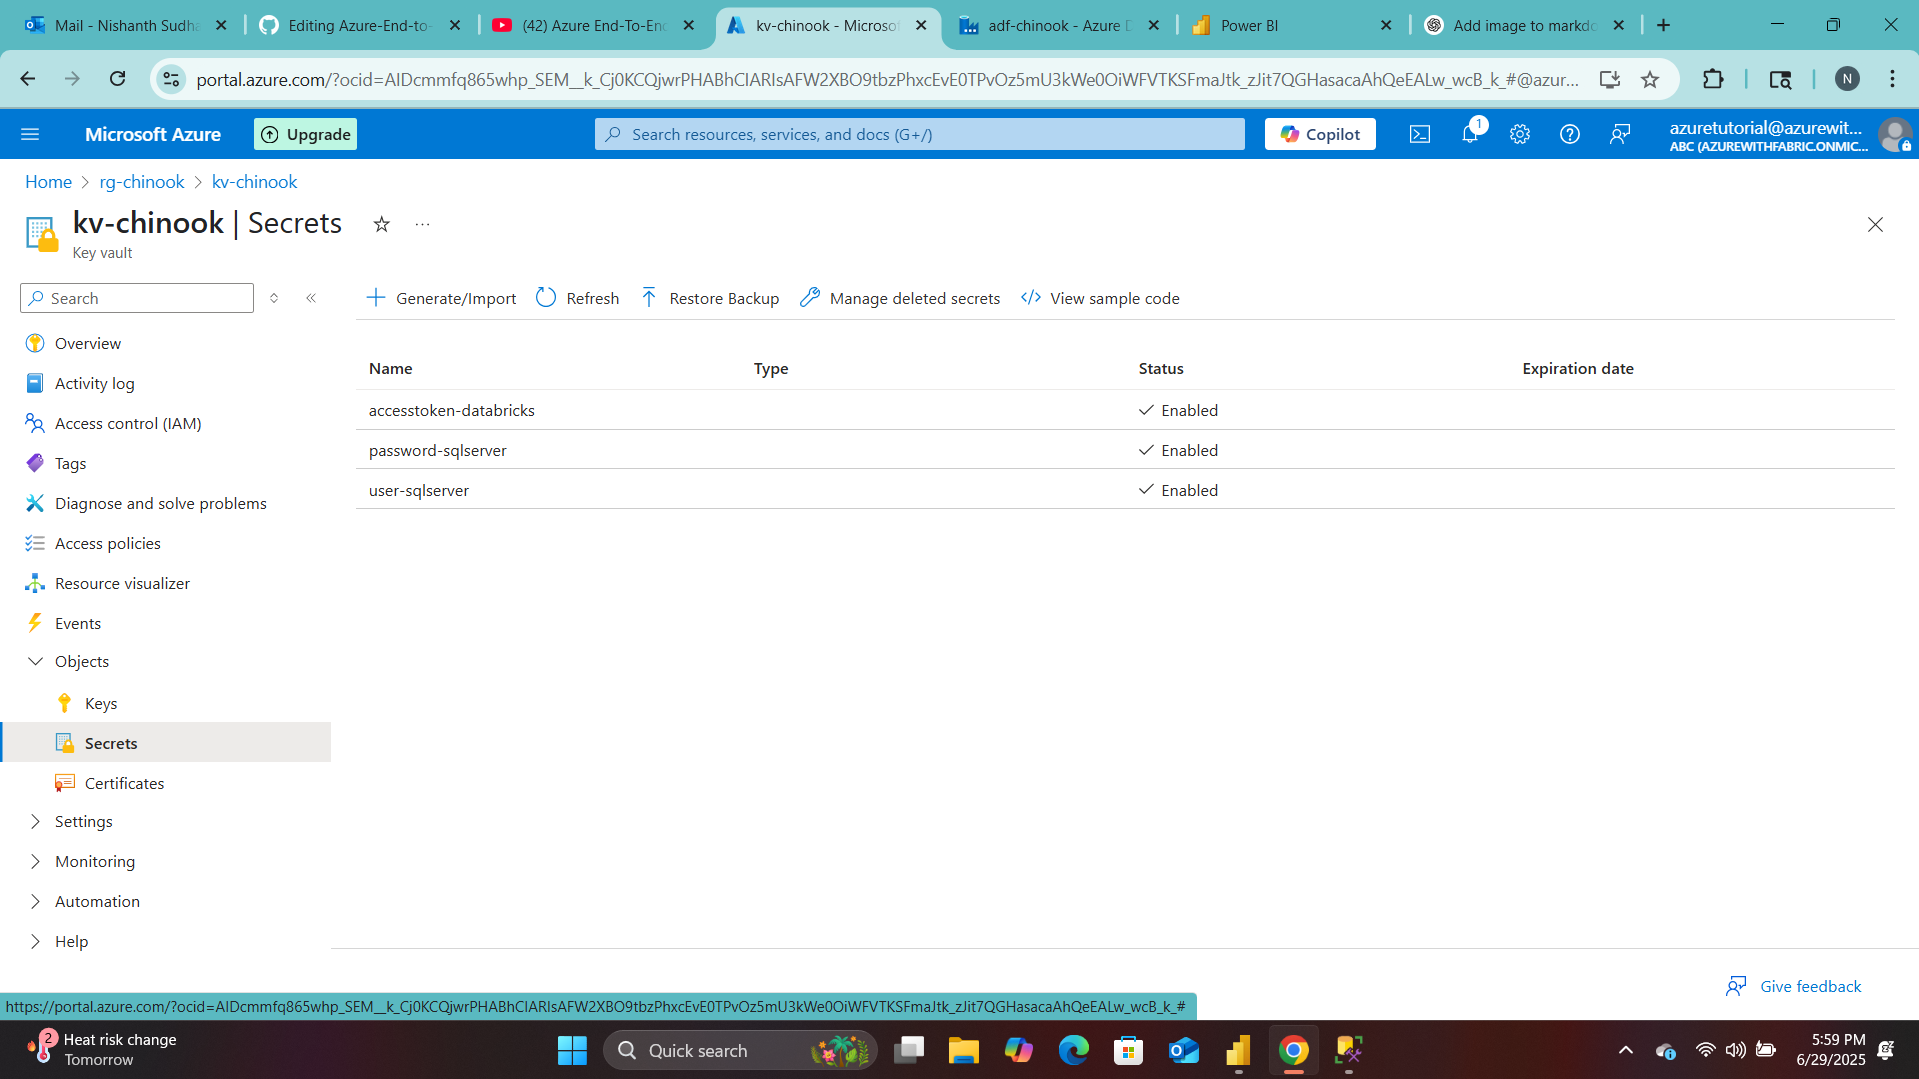 Mail - Nishanth Sudha
Editing Azure-End-to-
(42) Azure End-To-End
kv-chinook - Microsof
adf-chinook - Azure D
Power BI
Add image to markdo
portal.azure.com/?ocid=AIDcmmfq865whp_SEM__k_Cj0KCQjwrPHABhCIARIsAFW2XBO9tbzPhxcEvE0TPvOz5mU3kWe0OiWFVTKSFmaJtk_zJit7QGHasacaAhQeEALw_wcB_k_#@azur...
N
Microsoft Azure
Upgrade
Search resources, services, and docs (G+/)
Copilot
1
azuretutorial@azurewit...
ABC (AZUREWITHFABRIC.ONMIC...
Home > rg-chinook > kv-chinook
kv-chinook | Secrets
Key vault
Search
Generate/Import
Refresh
Restore Backup
Manage deleted secrets
View sample code
Overview
Activity log
Access control (IAM)
Tags
Diagnose and solve problems
Access policies
Resource visualizer
Events
Objects
Keys
Secrets
Certificates
Settings
Monitoring
Automation
Help
Name Type Status Expiration date
accesstoken-databricks Enabled
password-sqlserver Enabled
user-sqlserver Enabled
Give feedback
https://portal.azure.com/?ocid=AIDcmmfq865whp_SEM__k_Cj0KCQjwrPHABhCIARIsAFW2XBO9tbzPhxcEvE0TPvOz5mU3kWe0OiWFVTKSFmaJtk_zJit7QGHasacaAhQeEALw_wcB_k_#
2
Heat risk change
Tomorrow
Quick search
5:59 PM
6/29/2025